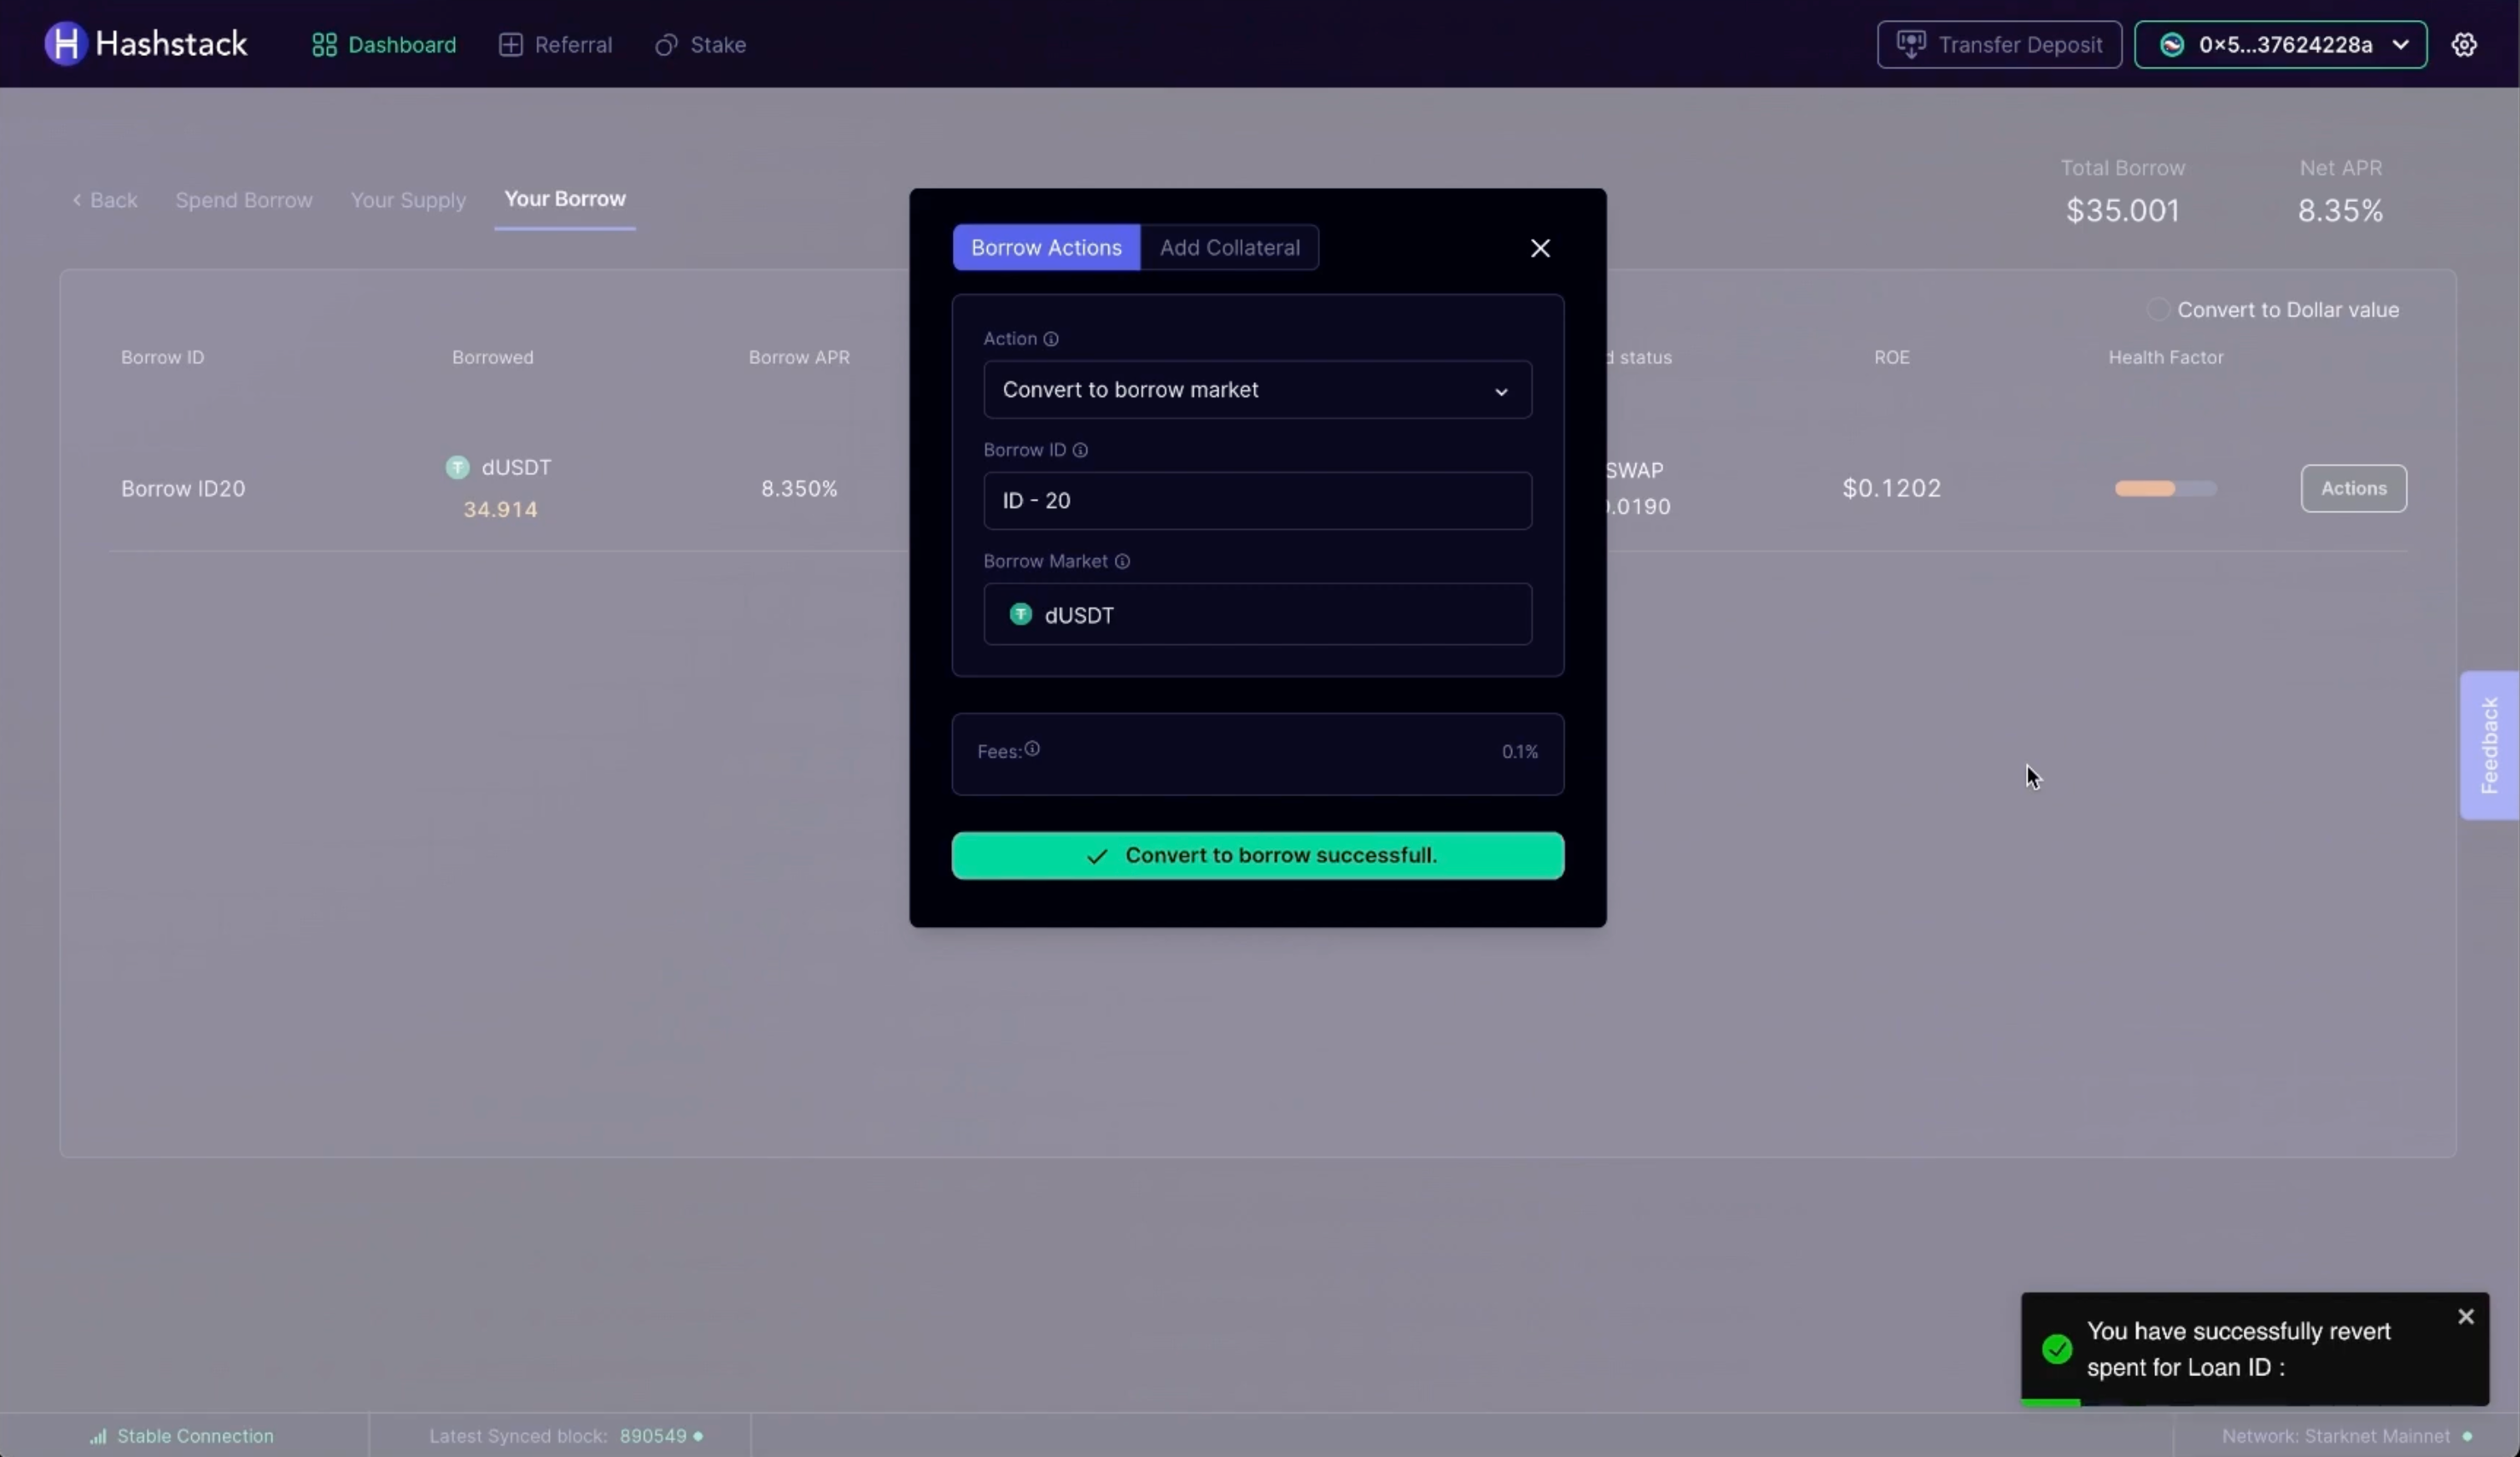 Hashstack
Dashboard
Referral
Stake
Transfer Deposit
0×5...37624228a
Back
Spend Borrow
Your Supply
Your Borrow
Total Borrow
Net APR
$35.001
8.35%
Borrow Actions
Add Collateral
Convert to Dollar value
Borrow ID
Borrowed
Borrow APR
status
ROE
Health Factor
Borrow ID20
dUSDT
34.914
8.350%
SWAP
.0190
$0.1202
Actions
Action
Convert to borrow market
Borrow ID
ID - 20
Borrow Market
dUSDT
Fees:
0.1%
Convert to borrow successfull.
Feedback
You have successfully revert
spent for Loan ID :
Stable Connection
Latest Synced block: 890549
Network: Starknet Mainnet